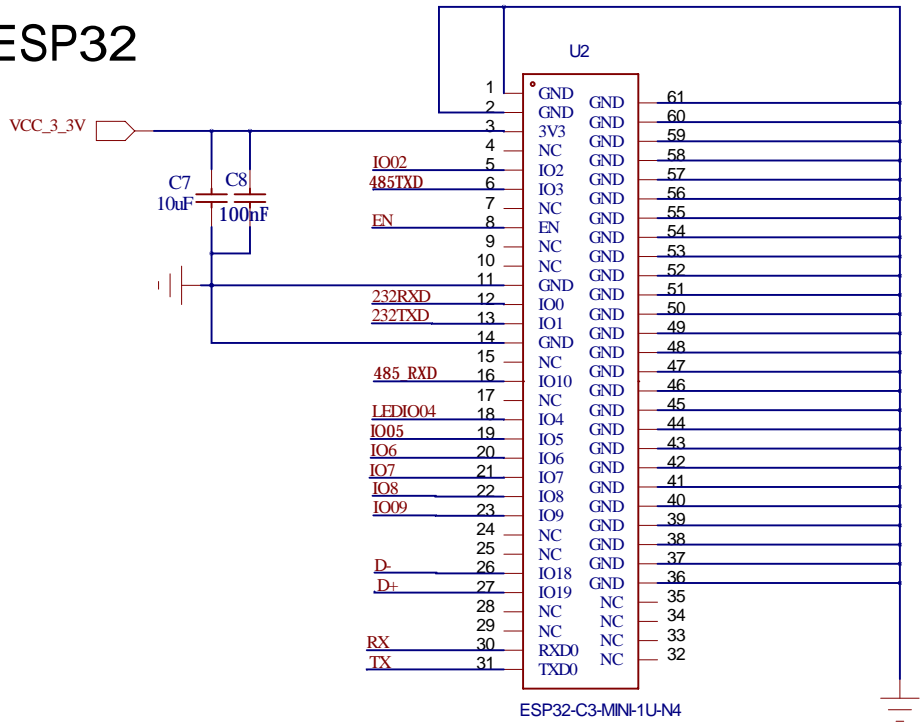 ESP32
U2
VCC_3_3V
C7
10uF
C8
100nF
1 GND
2 GND
3 3V3
4 NC
IO02 5 IO2
485TXD 6 IO3
7 NC
EN 8 EN
9 NC
10 NC
11 GND
232RXD 12 IO0
232TXD 13 IO1
14 GND
15 NC
485_RXD 16 IO10
17 NC
LEDIO04 18 IO4
IO05 19 IO5
IO6 20 IO6
IO7 21 IO7
IO8 22 IO8
IO09 23 IO9
24 NC
25 NC
D- 26 IO18
D+ 27 IO19
28 NC
29 NC
RX 30 RXD0
TX 31 TXD0
GND 61
GND 60
GND 59
GND 58
GND 57
GND 56
GND 55
GND 54
GND 53
GND 52
GND 51
GND 50
GND 49
GND 48
GND 47
GND 46
GND 45
GND 44
GND 43
GND 42
GND 41
GND 40
GND 39
GND 38
GND 37
GND 36
NC 35
NC 34
NC 33
NC 32
ESP32-C3-MINI-1U-N4